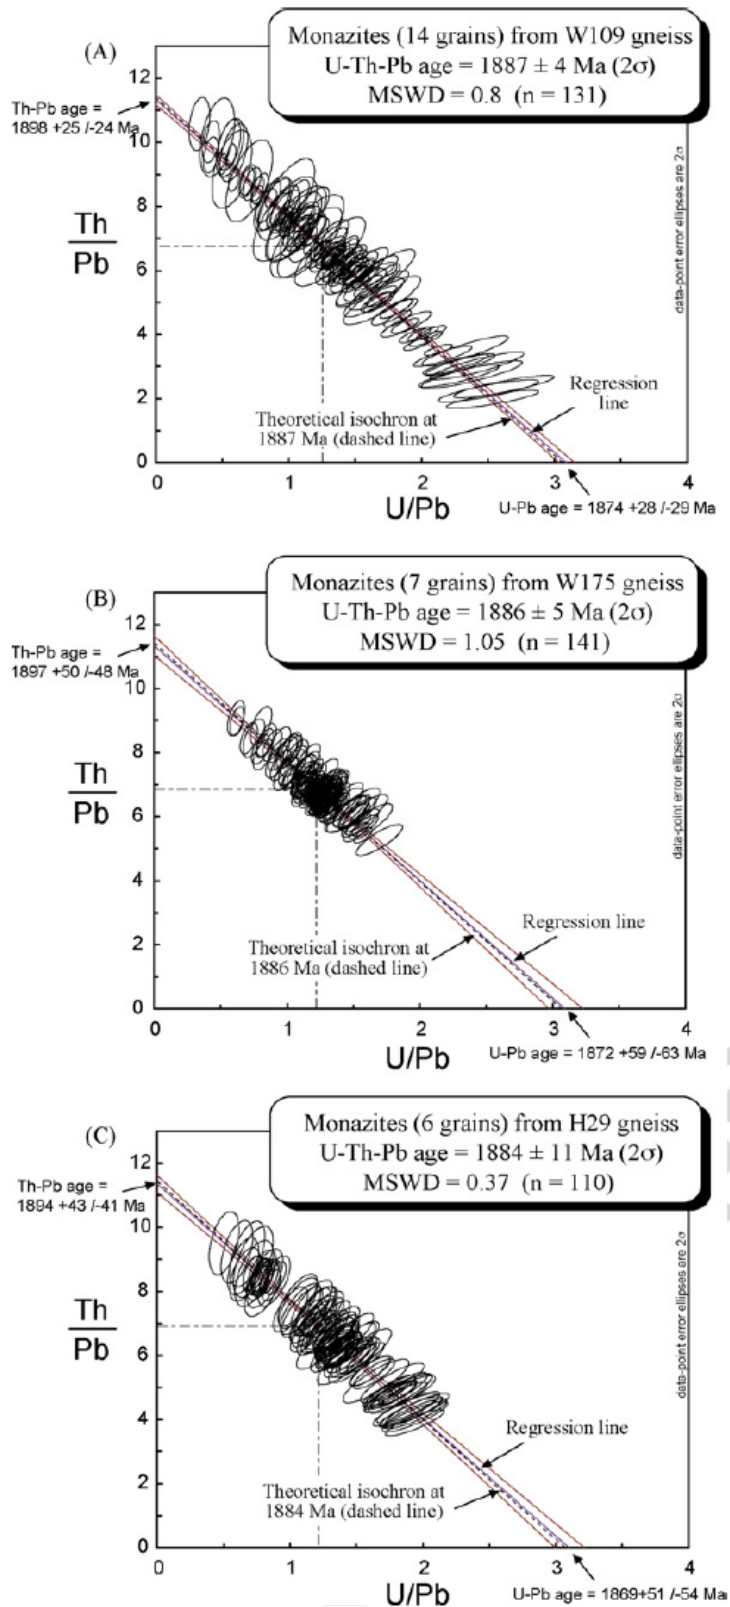 (A)
Monazites (14 grains) from W109 gneiss
U-Th-Pb age = 1887 ± 4 Ma (2σ)
MSWD = 0.8 (n = 131)
12
Th-Pb age =
1898 +25 /-24 Ma
10
8
Th
Pb
6
4
2
0
data-point error ellipses are 2σ
Regression
line
Theoretical isochron at
1887 Ma (dashed line)
0
1
2
3
4
U/Pb
U-Pb age = 1874 +28 /-29 Ma
(B)
Monazites (7 grains) from W175 gneiss
U-Th-Pb age = 1886 ± 5 Ma (2σ)
MSWD = 1.05 (n = 141)
12
Th-Pb age =
1897 +50 /-48 Ma
10
8
Th
Pb
6
4
2
0
data-point error ellipses are 2σ
Regression line
Theoretical isochron at
1886 Ma (dashed line)
0
1
2
3
4
U/Pb
U-Pb age = 1872 +59 /-63 Ma
(C)
Monazites (6 grains) from H29 gneiss
U-Th-Pb age = 1884 ± 11 Ma (2σ)
MSWD = 0.37 (n = 110)
12
Th-Pb age =
1894 +43 /-41 Ma
10
8
Th
Pb
6
4
2
0
data-point error ellipses are 2σ
Regression line
Theoretical isochron at
1884 Ma (dashed line)
0
1
2
3
4
U/Pb
U-Pb age = 1869+51 /-54 Ma